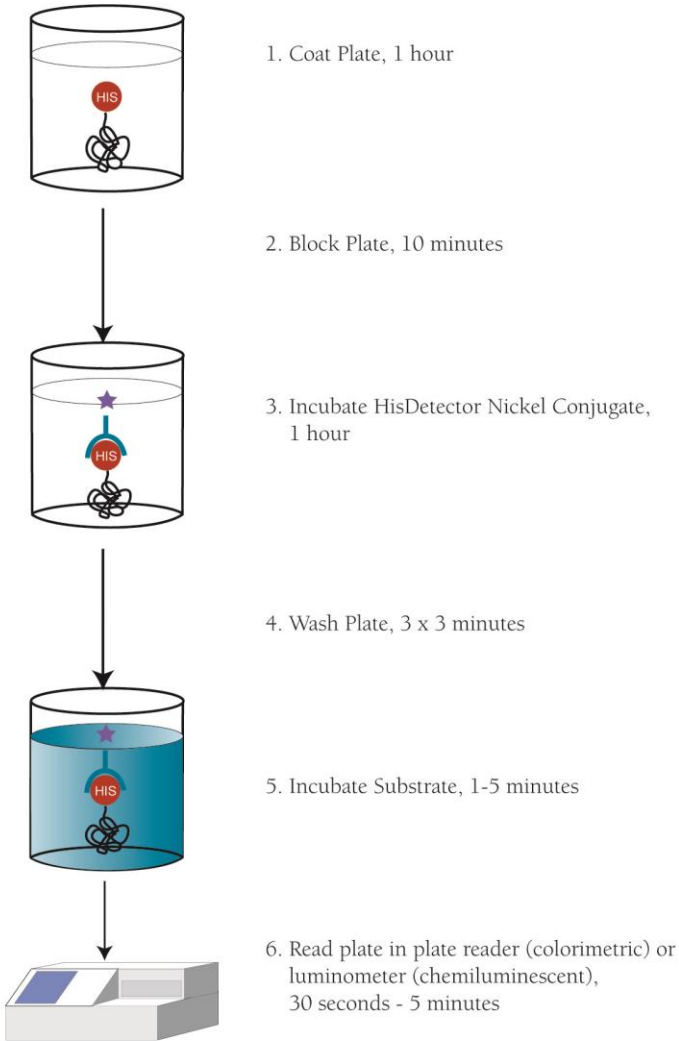 HIS
1. Coat Plate, 1 hour
2. Block Plate, 10 minutes
HIS
3. Incubate HisDetector Nickel Conjugate,
1 hour
4. Wash Plate, 3 x 3 minutes
HIS
5. Incubate Substrate, 1-5 minutes
6. Read plate in plate reader (colorimetric) or
luminometer (chemiluminescent),
30 seconds - 5 minutes